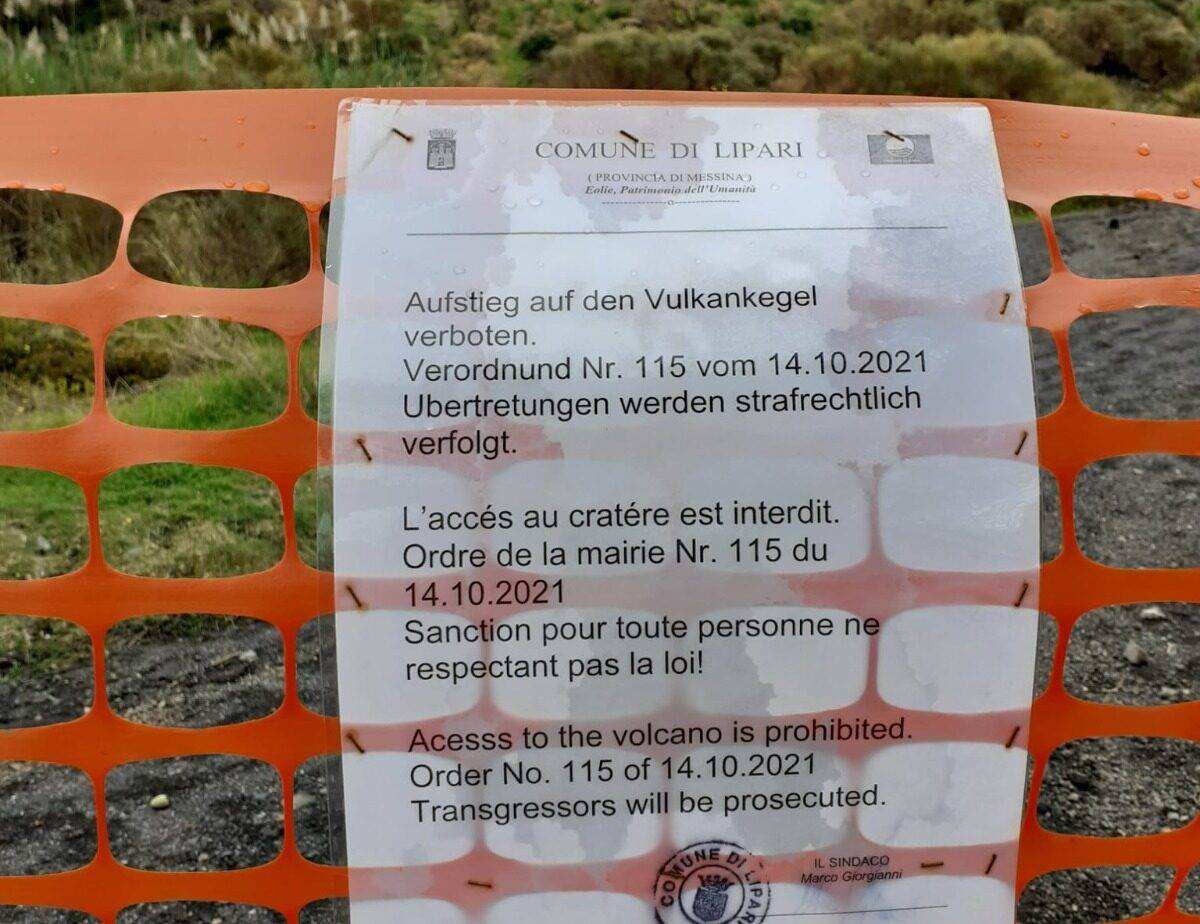 COMUNE DI LIPARI
( PROVINCIA DI MESSINA )
Eolie, Patrimonio dell'Umanità
---------------o---------------
Aufstieg auf den Vulkankegel
verboten.
Verordnund Nr. 115 vom 14.10.2021
Ubertretungen werden strafrechtlich
verfolgt.
L'accés au cratére est interdit.
Ordre de la mairie Nr. 115 du
14.10.2021
Sanction pour toute personne ne
respectant pas la loi!
Acesss to the volcano is prohibited.
Order No. 115 of 14.10.2021
Transgressors will be prosecuted.
COMUNE DI LIPARI
IL SINDACO
Marco Giorgianni